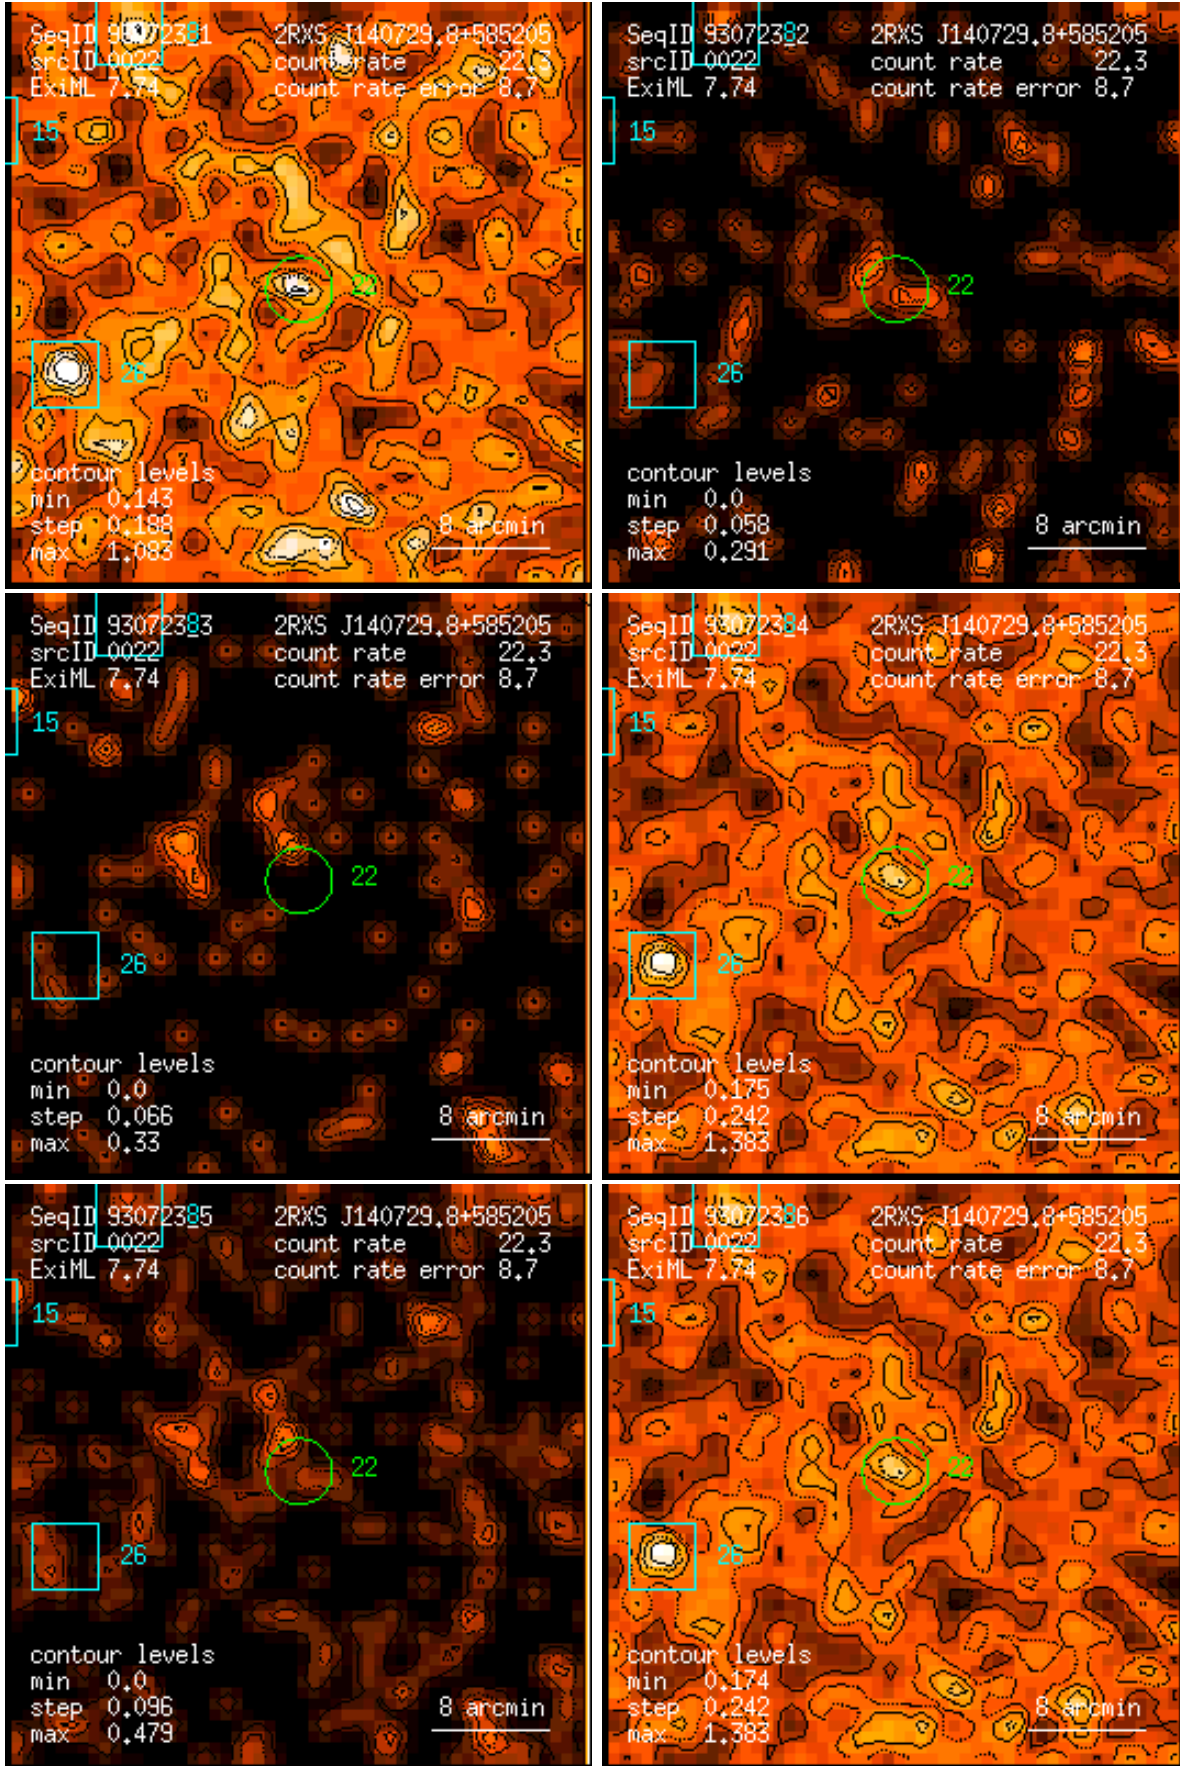 SeqID 93072381 2RXS J140729.8+585205
srcID 0022 count rate 22.3
ExiML 7.74 count rate error 8.7
15
22
26
contour levels
min 0.143
step 0.188 8 arcmin
max 1.083
SeqID 93072382 2RXS J140729.8+585205
srcID 0022 count rate 22.3
ExiML 7.74 count rate error 8.7
15
22
26
contour levels
min 0.0
step 0.058 8 arcmin
max 0.291
SeqID 93072383 2RXS J140729.8+585205
srcID 0022 count rate 22.3
ExiML 7.74 count rate error 8.7
15
22
26
contour levels
min 0.0
step 0.066 8 arcmin
max 0.33
SeqID 93072384 2RXS J140729.8+585205
srcID 0022 count rate 22.3
ExiML 7.74 count rate error 8.7
15
22
26
contour levels
min 0.175
step 0.242 8 arcmin
max 1.383
SeqID 93072385 2RXS J140729.8+585205
srcID 0022 count rate 22.3
ExiML 7.74 count rate error 8.7
15
22
26
contour levels
min 0.0
step 0.096 8 arcmin
max 0.479
SeqID 93072386 2RXS J140729.8+585205
srcID 0022 count rate 22.3
ExiML 7.74 count rate error 8.7
15
22
26
contour levels
min 0.174
step 0.242 8 arcmin
max 1.383